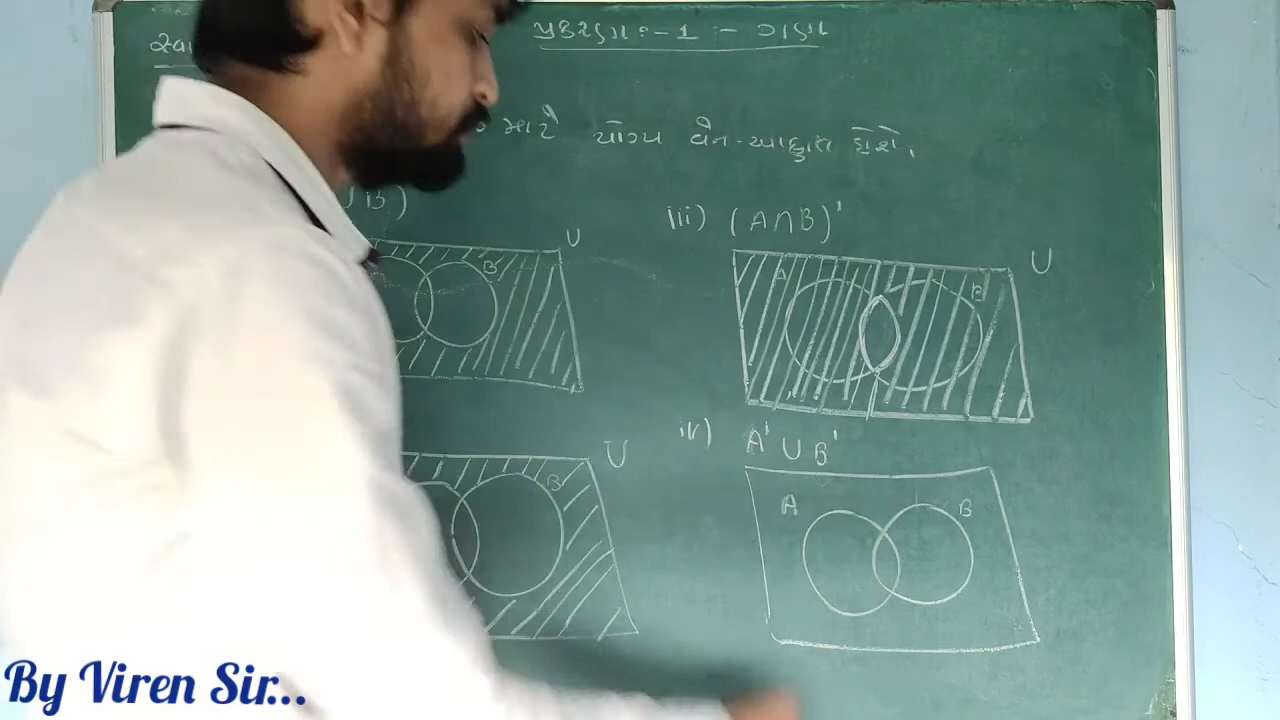 સ્વા
પ્રકરણ :- 1 :- ગણ
માટે યોગ્ય વેન-આકૃતિ દોરો.
∪ B)
U
B
iii) (A∩B)'
U
A
B
U
B
iv) A' ∪ B'
A
B
By Viren Sir...